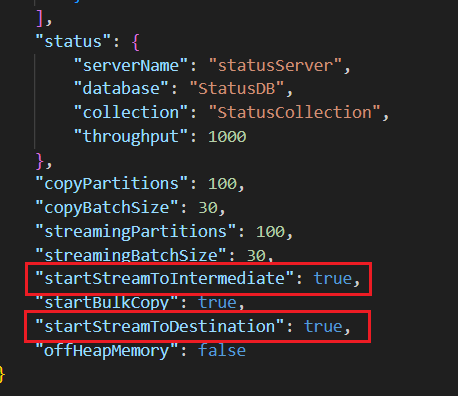 ],
"status": {
"serverName": "statusServer",
"database": "StatusDB",
"collection": "StatusCollection",
"throughput": 1000
},
"copyPartitions": 100,
"copyBatchSize": 30,
"streamingPartitions": 100,
"streamingBatchSize": 30,
"startStreamToIntermediate": true,
"startBulkCopy": true,
"startStreamToDestination": true,
"offHeapMemory": false
}